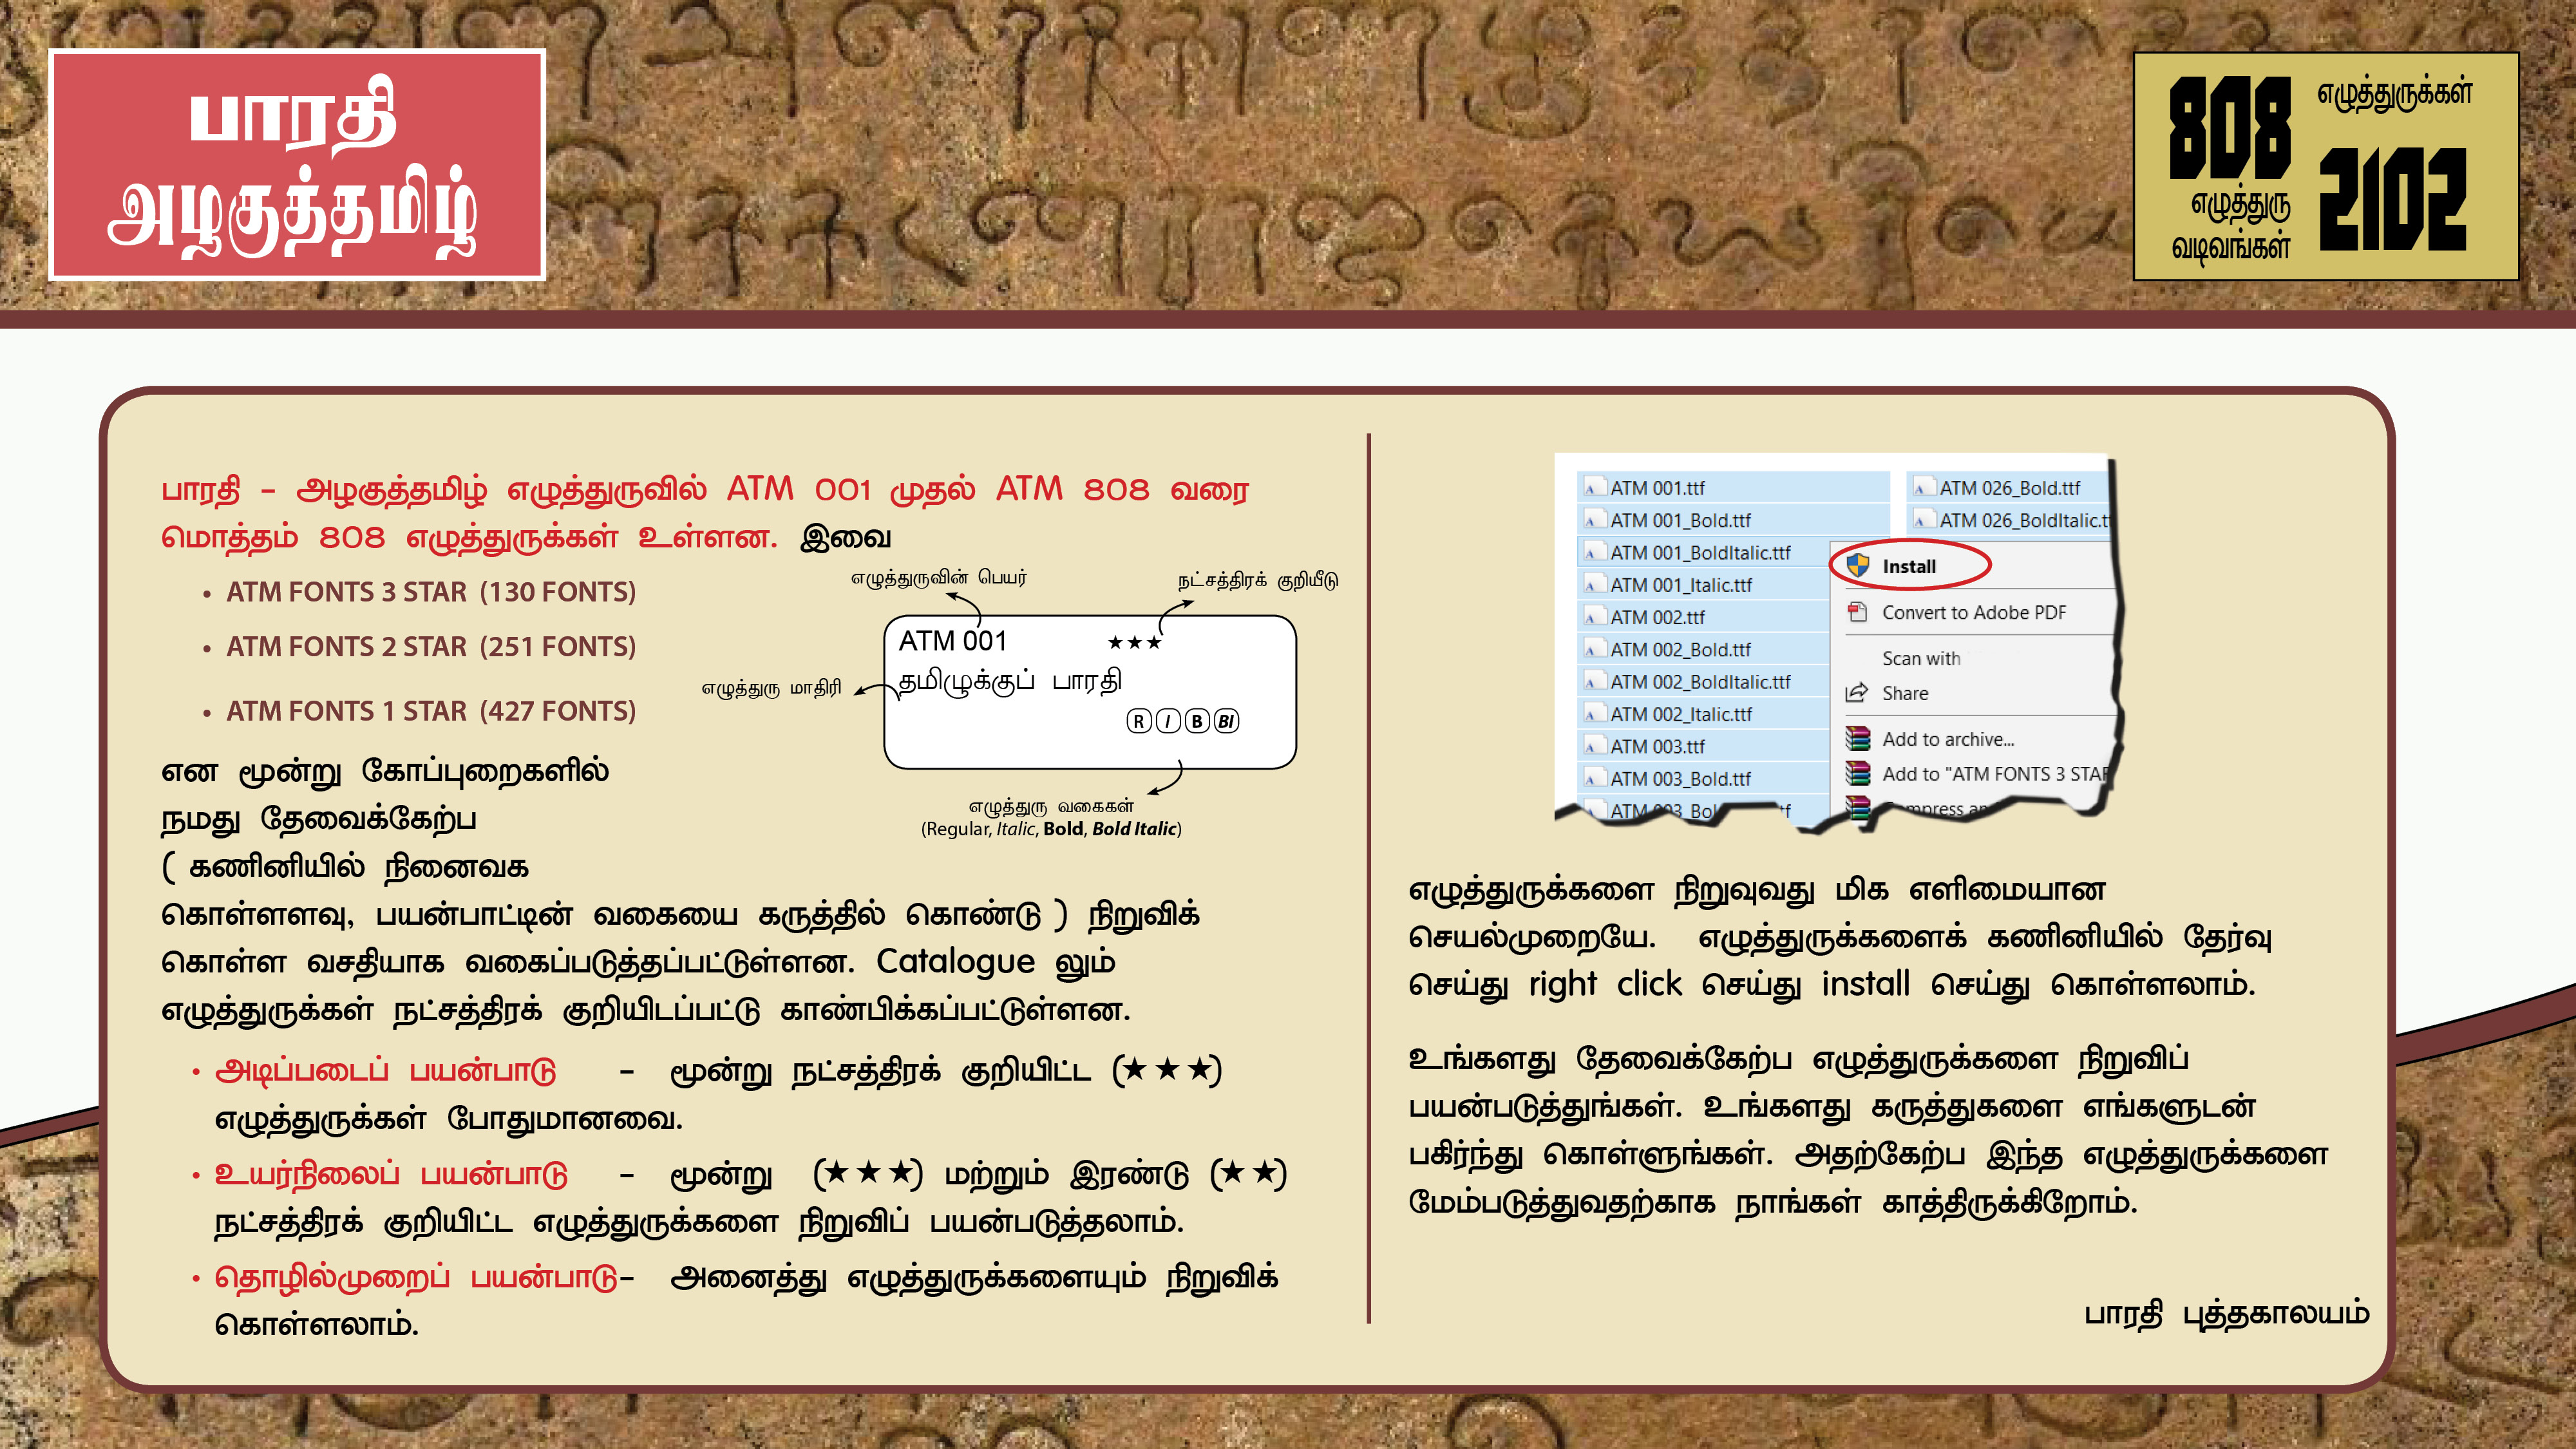 பாரதி
அழகுத்தமிழ்
808 எழுத்துருக்கள்
எழுத்துரு
வடிவங்கள் 2102
பாரதி – அழகுத்தமிழ் எழுத்துருவில் ATM 001 முதல் ATM 808 வரை
மொத்தம் 808 எழுத்துருக்கள் உள்ளன. இவை
• ATM FONTS 3 STAR (130 FONTS)
• ATM FONTS 2 STAR (251 FONTS)
• ATM FONTS 1 STAR (427 FONTS)
எழுத்துருவின் பெயர்
நட்சத்திரக் குறியீடு
ATM 001 ★★★
தமிழுக்குப் பாரதி
எழுத்துரு மாதிரி
R I B BI
எழுத்துரு வகைகள்
(Regular, Italic, Bold, Bold Italic)
என மூன்று கோப்புறைகளில்
நமது தேவைக்கேற்ப
( கணினியில் நினைவக
கொள்ளளவு, பயன்பாட்டின் வகையை கருத்தில் கொண்டு ) நிறுவிக்
கொள்ள வசதியாக வகைப்படுத்தப்பட்டுள்ளன. Catalogue லும்
எழுத்துருக்கள் நட்சத்திரக் குறியிடப்பட்டு காண்பிக்கப்பட்டுள்ளன.
• அடிப்படைப் பயன்பாடு – மூன்று நட்சத்திரக் குறியிட்ட (★★★)
எழுத்துருக்கள் போதுமானவை.
• உயர்நிலைப் பயன்பாடு – மூன்று (★★★) மற்றும் இரண்டு (★★)
நட்சத்திரக் குறியிட்ட எழுத்துருக்களை நிறுவிப் பயன்படுத்தலாம்.
• தொழில்முறைப் பயன்பாடு– அனைத்து எழுத்துருக்களையும் நிறுவிக்
கொள்ளலாம்.
ATM 001.ttf
ATM 001_Bold.ttf
ATM 001_BoldItalic.ttf
ATM 001_Italic.ttf
ATM 002.ttf
ATM 002_Bold.ttf
ATM 002_BoldItalic.ttf
ATM 002_Italic.ttf
ATM 003.ttf
ATM 003_Bold.ttf
ATM 026_Bold.ttf
ATM 026_BoldItalic.tt
Install
Convert to Adobe PDF
Scan with
Share
Add to archive...
Add to "ATM FONTS 3 STAR
எழுத்துருக்களை நிறுவுவது மிக எளிமையான
செயல்முறையே. எழுத்துருக்களைக் கணினியில் தேர்வு
செய்து right click செய்து install செய்து கொள்ளலாம்.
உங்களது தேவைக்கேற்ப எழுத்துருக்களை நிறுவிப்
பயன்படுத்துங்கள். உங்களது கருத்துகளை எங்களுடன்
பகிர்ந்து கொள்ளுங்கள். அதற்கேற்ப இந்த எழுத்துருக்களை
மேம்படுத்துவதற்காக நாங்கள் காத்திருக்கிறோம்.
பாரதி புத்தகாலயம்